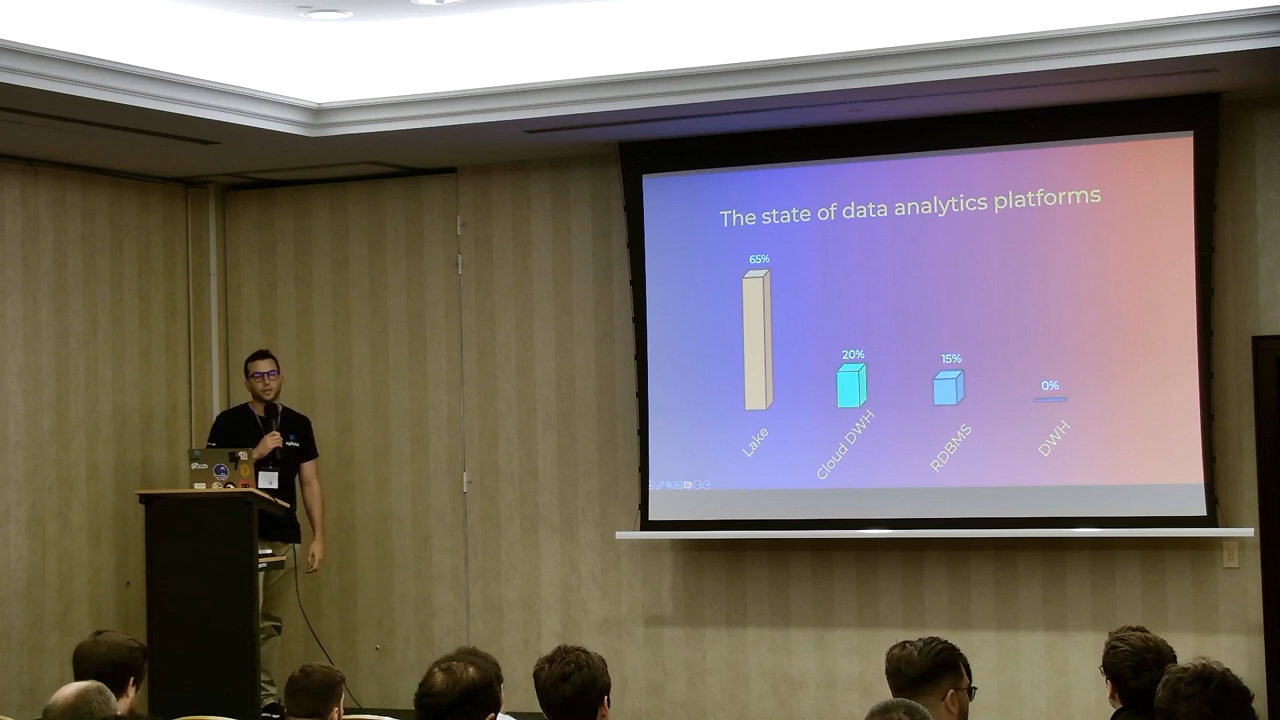 The state of data analytics platforms
65%
20%
15%
0%
Lake
Cloud DWH
RDBMS
DWH